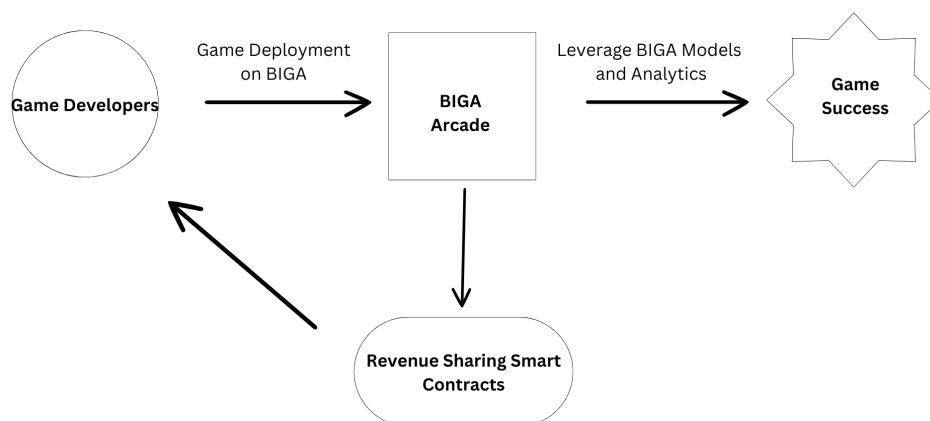 Game Developers
Game Deployment
on BIGA
BIGA
Arcade
Leverage BIGA Models
and Analytics
Game
Success
Revenue Sharing Smart
Contracts